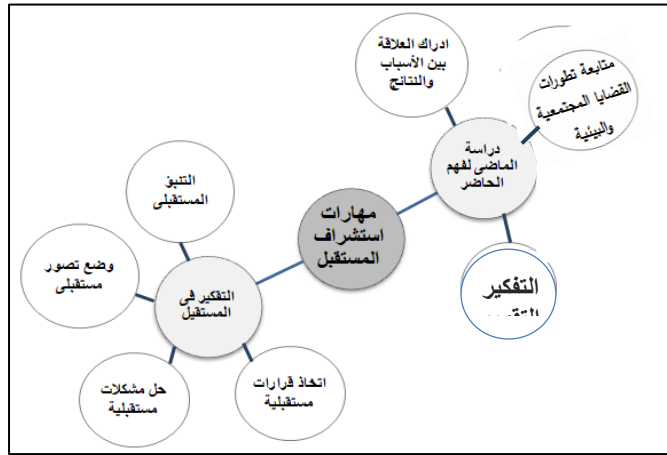 ادراك العلاقة
بين الأسباب
والنتائج
متابعة تطورات
القضايا المجتمعية
والبيئية
دراسة
الماضى لفهم
الحاضر
التفكير
مهارات
استشراف
المستقبل
التنبؤ
المستقبلى
وضع تصور
مستقبلى
التفكير فى
المستقبل
حل مشكلات
مستقبلية
اتخاذ قرارات
مستقبلية